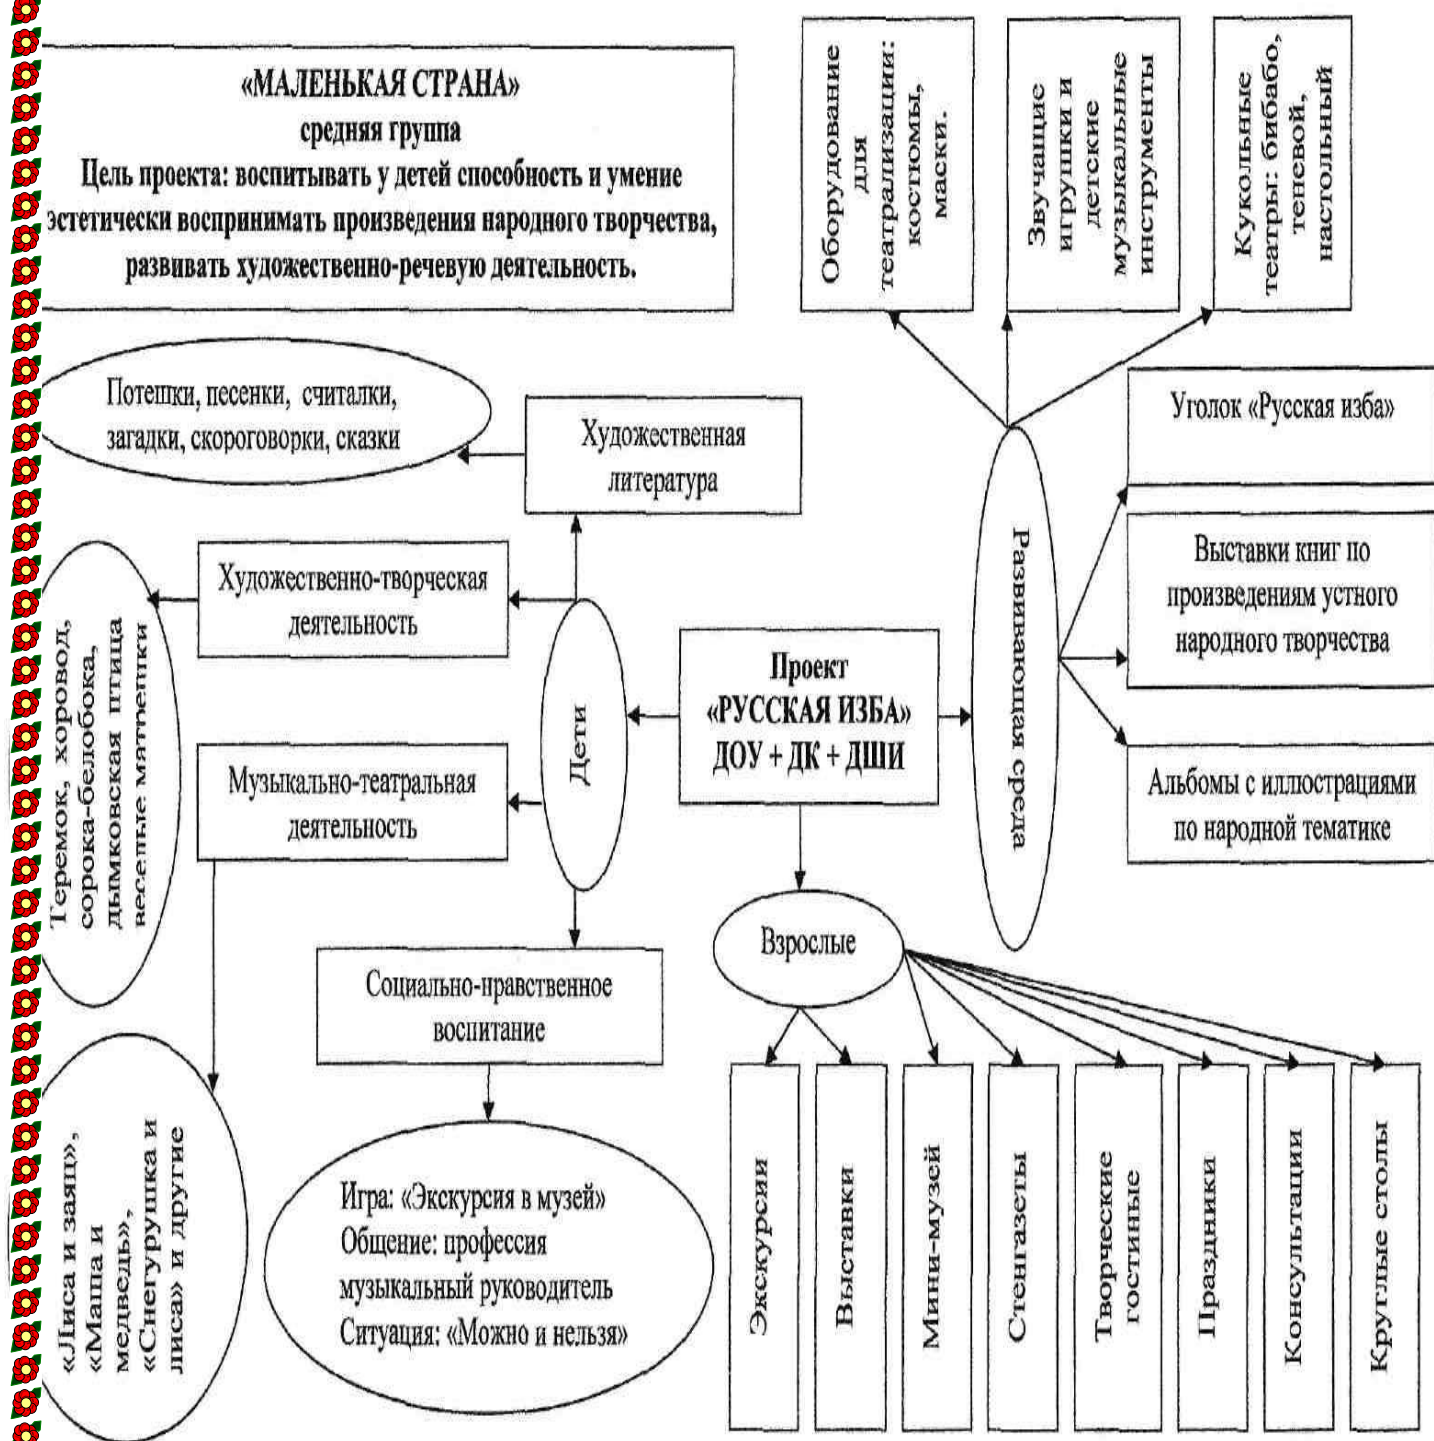 «МАЛЕНЬКАЯ СТРАНА»
средняя группа
Цель проекта: воспитывать у детей способность и умение
эстетически воспринимать произведения народного творчества,
развивать художественно-речевую деятельность.
Оборудование
для
театрализации:
костюмы,
маски.
Звучащие
игрушки и
детские
музыкальные
инструменты
Кукольные
театры: бибабо,
теневой,
настольный
Потешки, песенки, считалки,
загадки, скороговорки, сказки
Художественная
литература
Уголок «Русская изба»
Выставки книг по
произведениям устного
народного творчества
Альбомы с иллюстрациями
по народной тематике
Развивающая среда
Художественно-творческая
деятельность
Теремок, хоровод,
сорока-белобока,
дымковская птица
веселые матрешки
Проект
«РУССКАЯ ИЗБА»
ДОУ + ДК + ДШИ
Дети
Музыкально-театральная
деятельность
Взрослые
Социально-нравственное
воспитание
«Лиса и заяц»,
«Маша и
медведь»,
«Снегурушка и
лиса» и другие
Игра: «Экскурсия в музей»
Общение: профессия
музыкальный руководитель
Ситуация: «Можно и нельзя»
Экскурсии
Выставки
Мини-музей
Стенгазеты
Творческие
гостиные
Праздники
Консультации
Круглые столы